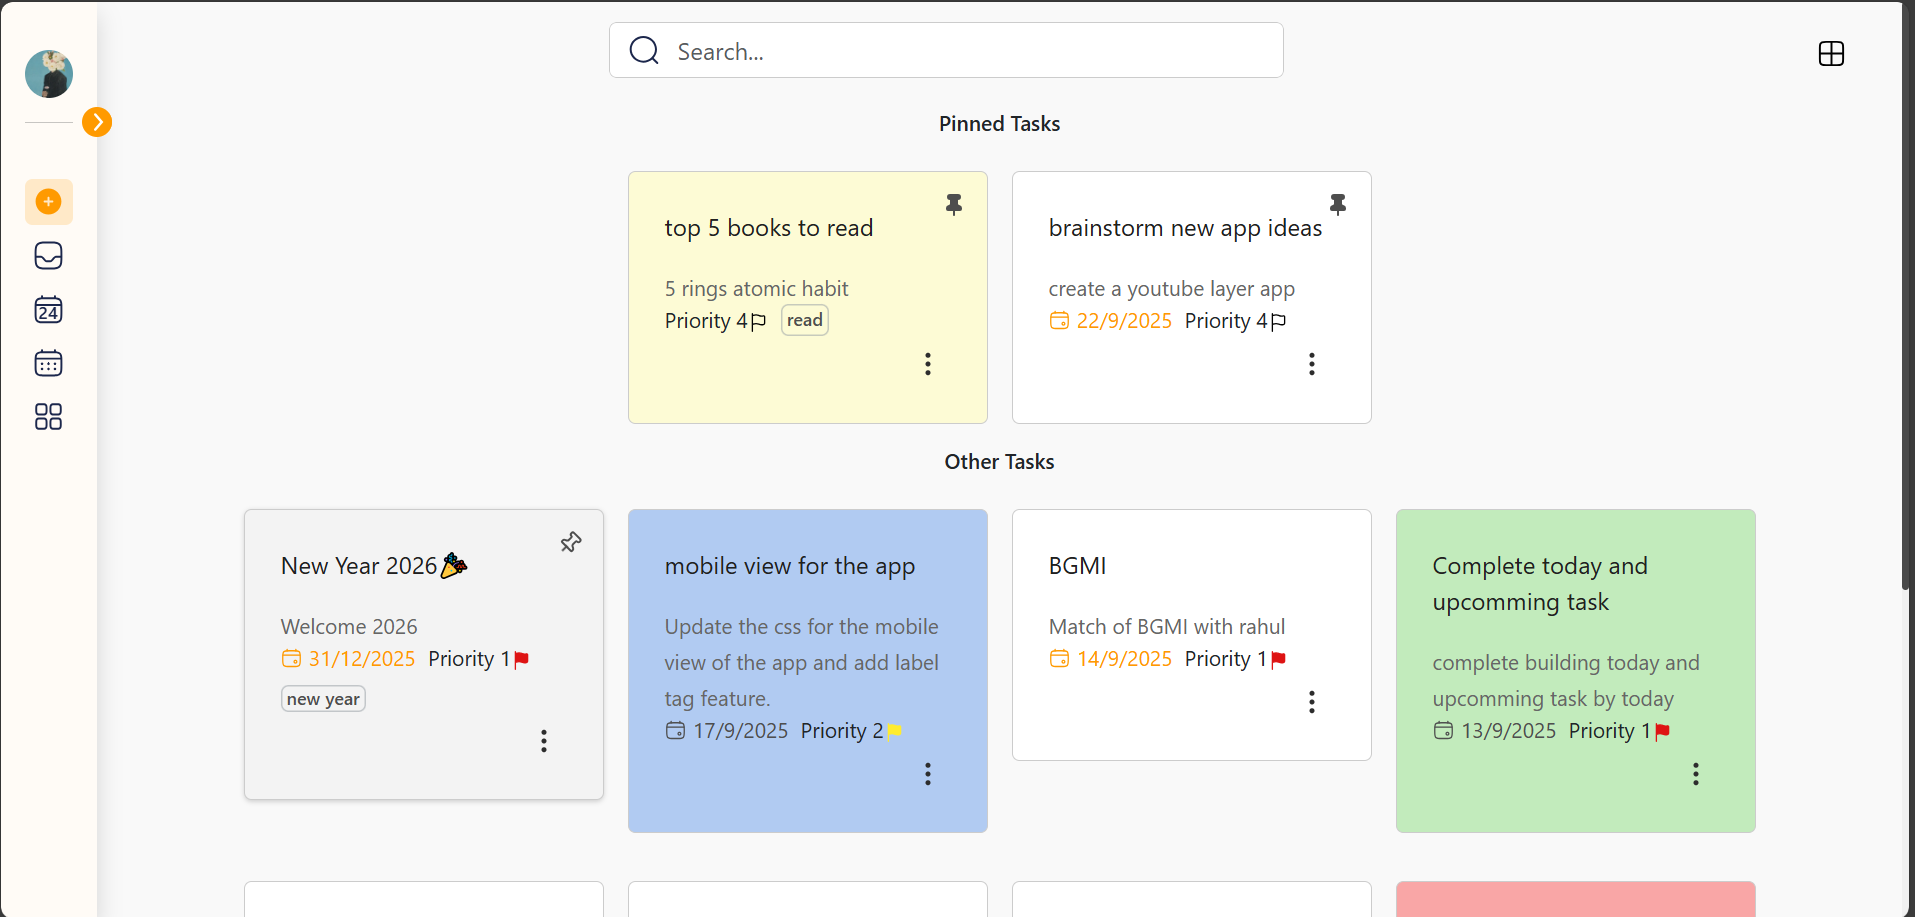 Search...
Pinned Tasks
top 5 books to read
5 rings atomic habit
Priority 4
read
brainstorm new app ideas
create a youtube layer app
22/9/2025 Priority 4
24
Other Tasks
New Year 2026🎉
Welcome 2026
31/12/2025 Priority 1
new year
mobile view for the app
Update the css for the mobile
view of the app and add label
tag feature.
17/9/2025 Priority 2
BGMI
Match of BGMI with rahul
14/9/2025 Priority 1
Complete today and
upcomming task
complete building today and
upcomming task by today
13/9/2025 Priority 1